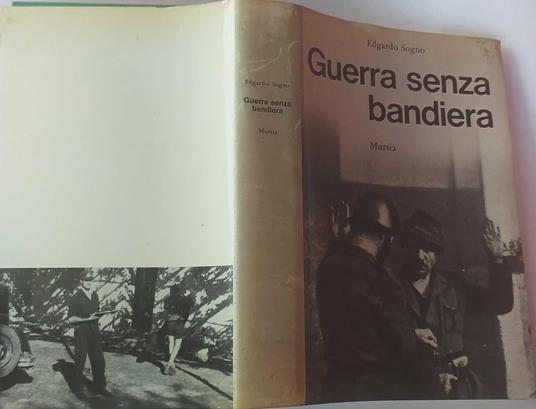 Edgardo Sogno
Guerra senza
bandiera
Mursia
Edgardo Sogno
Guerra senza
bandiera
Mursia